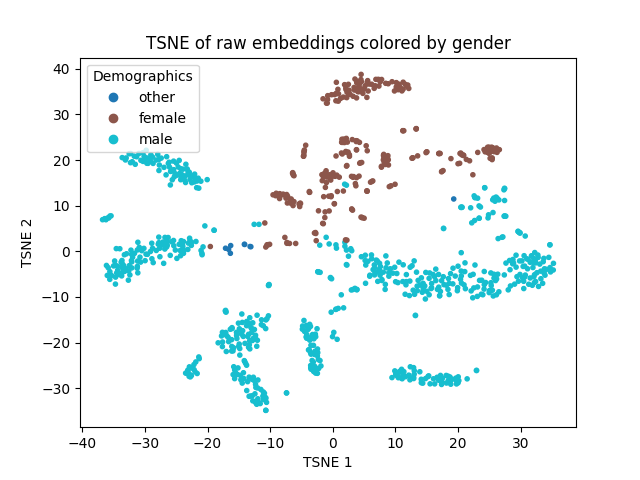 TSNE of raw embeddings colored by gender
Demographics
other
female
male
40
30
20
10
0
−10
−20
−30
TSNE 2
−40
−30
−20
−10
0
10
20
30
TSNE 1